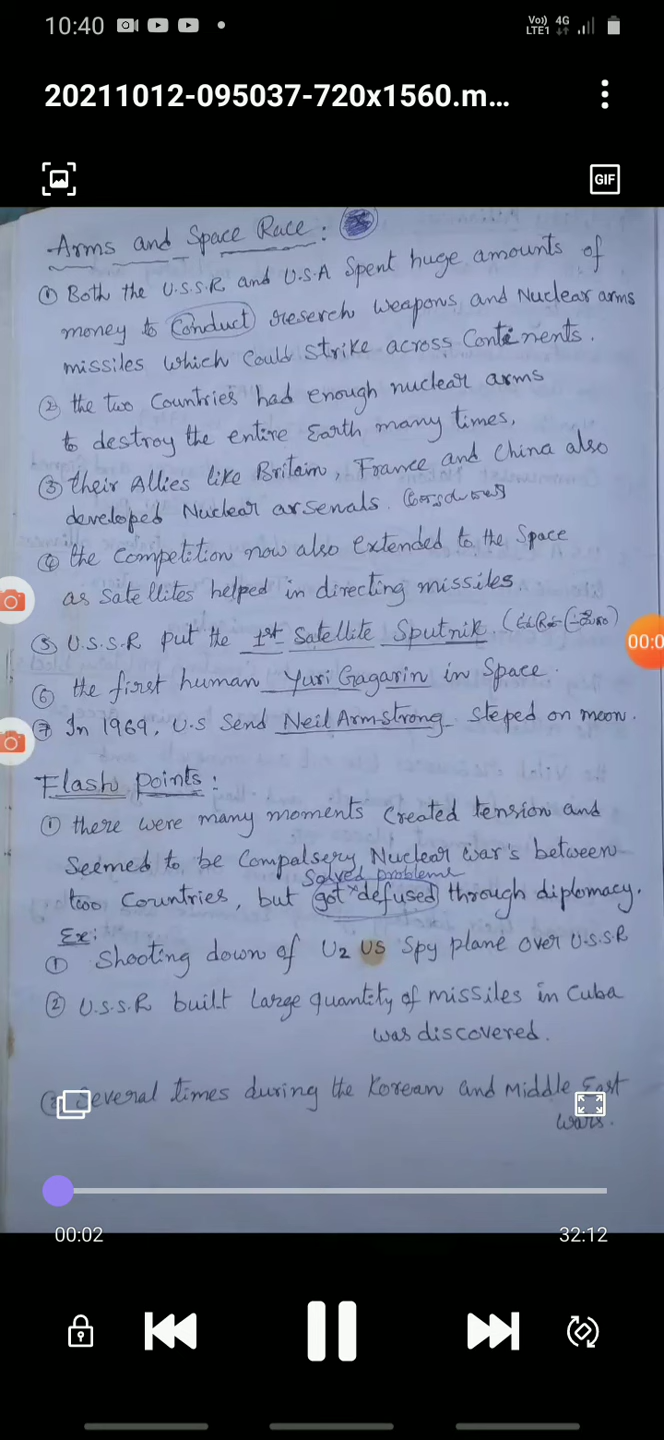 10:40
Vo) 4G
LTE1
20211012-095037-720x1560.m...
GIF
Arms and Space Race :
① Both the U.S.S.R and U.S.A Spent huge amounts of
money to Conduct reserch weapons and Nuclear arms
missiles which Could strike across Continents.
② the two Countries had enough nuclear arms
to destroy the entire Earth many times.
③ their Allies like Britain, France and China also
developed Nuclear arsenals.
④ the Competition now also extended to the Space
as Satellites helped in directing missiles.
⑤ U.S.S.R put the 1st Satellite Sputnik.
00:0
⑥ the first human Yuri Gagarin in Space.
⑦ In 1969, U.S Send Neil Armstrong steped on moon.
Flash points :
① there were many moments Created tension and
Seemed to be Compalsery Nuclear war's between
Solved probleme
two Countries, but got defused through diplomacy.
Ex:
① Shooting down of U2 US Spy plane over U.S.S.R
② U.S.S.R built large quantity of missiles in Cuba
was discovered.
Several times during the Korean and Middle East
wars.
00:02
32:12